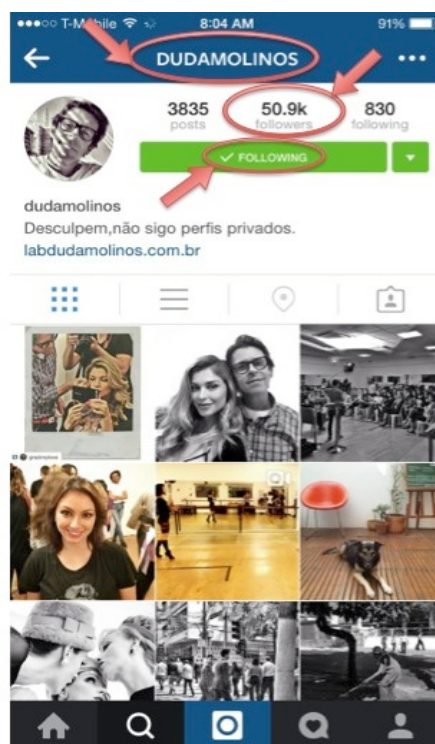 T-Mobile 8:04 AM 91%
DUDAMOLINOS
3835 50.9k 830
posts followers following
FOLLOWING
dudamolinos
Desculpem,não sigo perfis privados.
labdudamolinos.com.br